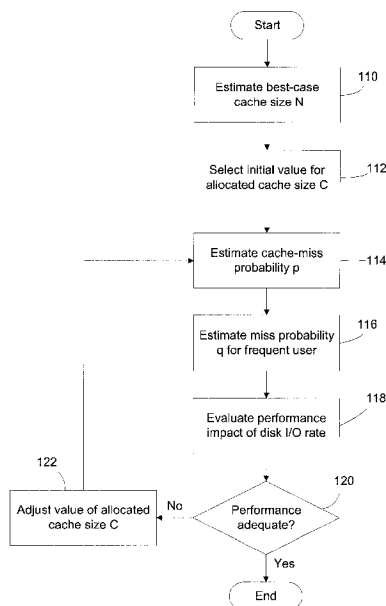 Start
Estimate best-case
cache size N
110
Select initial value for
allocated cache size C
112
Estimate cache-miss
probability p
114
Estimate miss probability
q for frequent user
116
Evaluate performance
impact of disk I/O rate
118
122
120
Adjust value of allocated
cache size C
No
Performance
adequate?
Yes
End